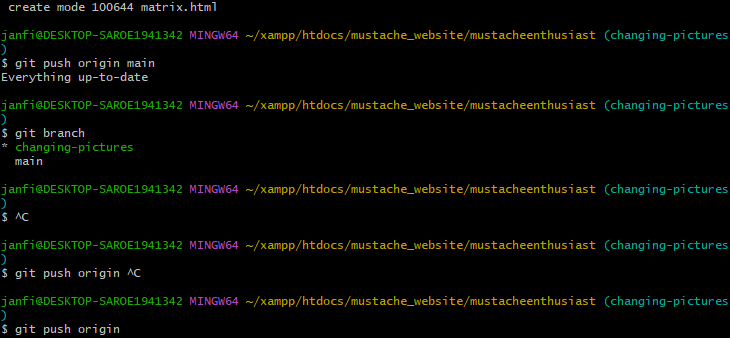 create mode 100644 matrix.html
janfi@DESKTOP-SAROE1941342 MINGW64 ~/xampp/htdocs/mustache_website/mustacheenthusiast (changing-pictures
)
$ git push origin main
Everything up-to-date
janfi@DESKTOP-SAROE1941342 MINGW64 ~/xampp/htdocs/mustache_website/mustacheenthusiast (changing-pictures
)
$ git branch
* changing-pictures
  main
janfi@DESKTOP-SAROE1941342 MINGW64 ~/xampp/htdocs/mustache_website/mustacheenthusiast (changing-pictures
)
$ ^C
janfi@DESKTOP-SAROE1941342 MINGW64 ~/xampp/htdocs/mustache_website/mustacheenthusiast (changing-pictures
)
$ git push origin ^C
janfi@DESKTOP-SAROE1941342 MINGW64 ~/xampp/htdocs/mustache_website/mustacheenthusiast (changing-pictures
)
$ git push origin